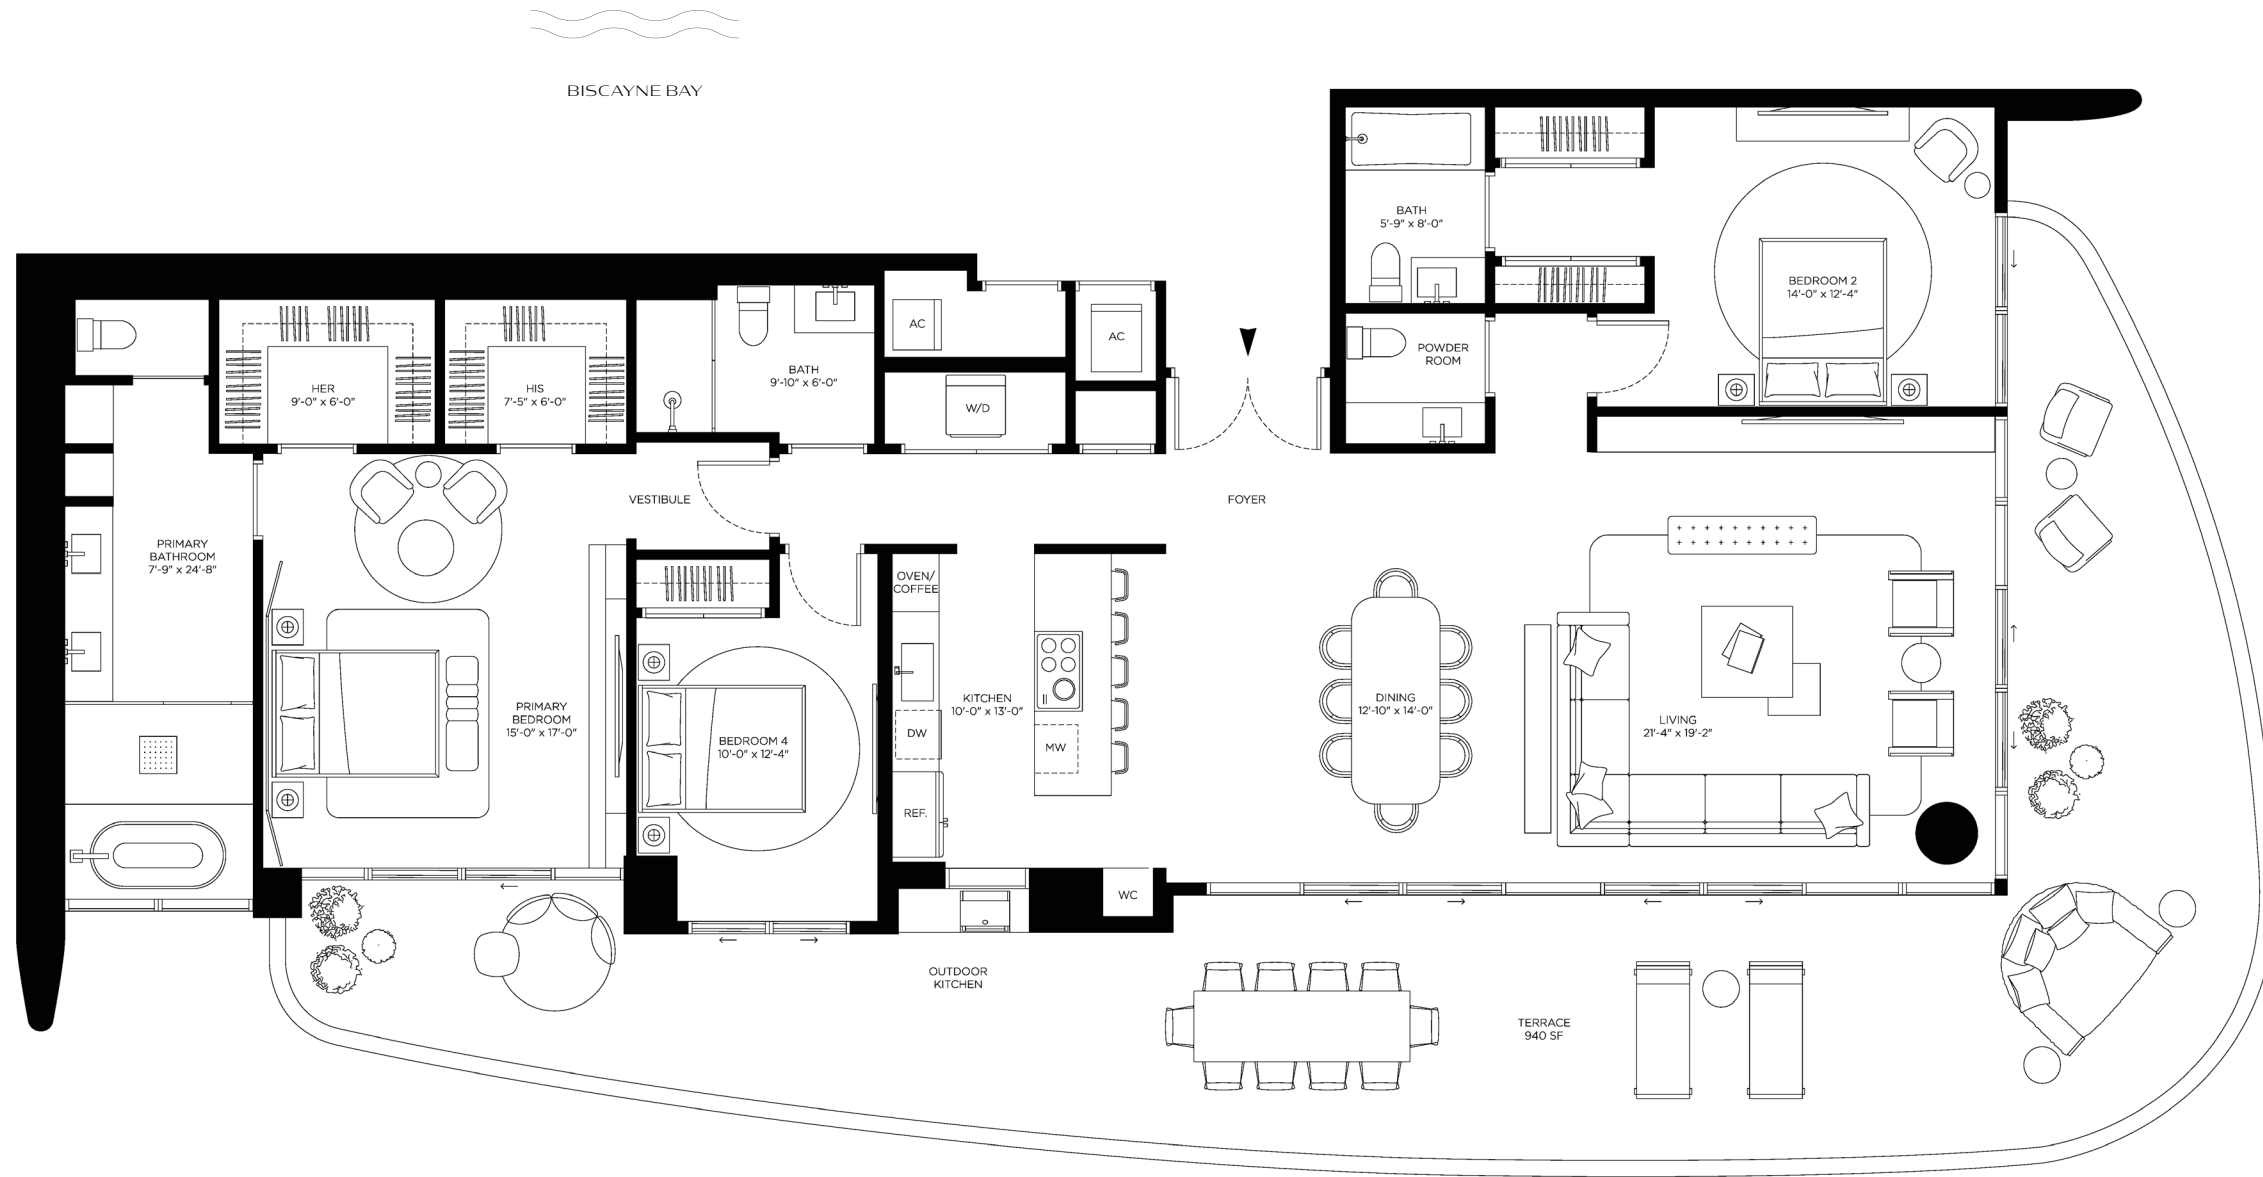 BISCAYNE BAY
BATH
5'-9" x 8'-0"
BEDROOM 2
14'-0" x 12'-4"
AC
AC
POWDER
ROOM
HER
9'-0" x 6'-0"
HIS
7'-5" x 6'-0"
BATH
9'-10" x 6'-0"
W/D
VESTIBULE
FOYER
PRIMARY
BATHROOM
7'-9" x 24'-8"
OVEN/
COFFEE
PRIMARY
BEDROOM
15'-0" x 17'-0"
BEDROOM 4
10'-0" x 12'-4"
KITCHEN
10'-0" x 13'-0"
DW
MW
REF.
DINING
12'-10" x 14'-0"
LIVING
21'-4" x 19'-2"
WC
OUTDOOR
KITCHEN
TERRACE
940 SF